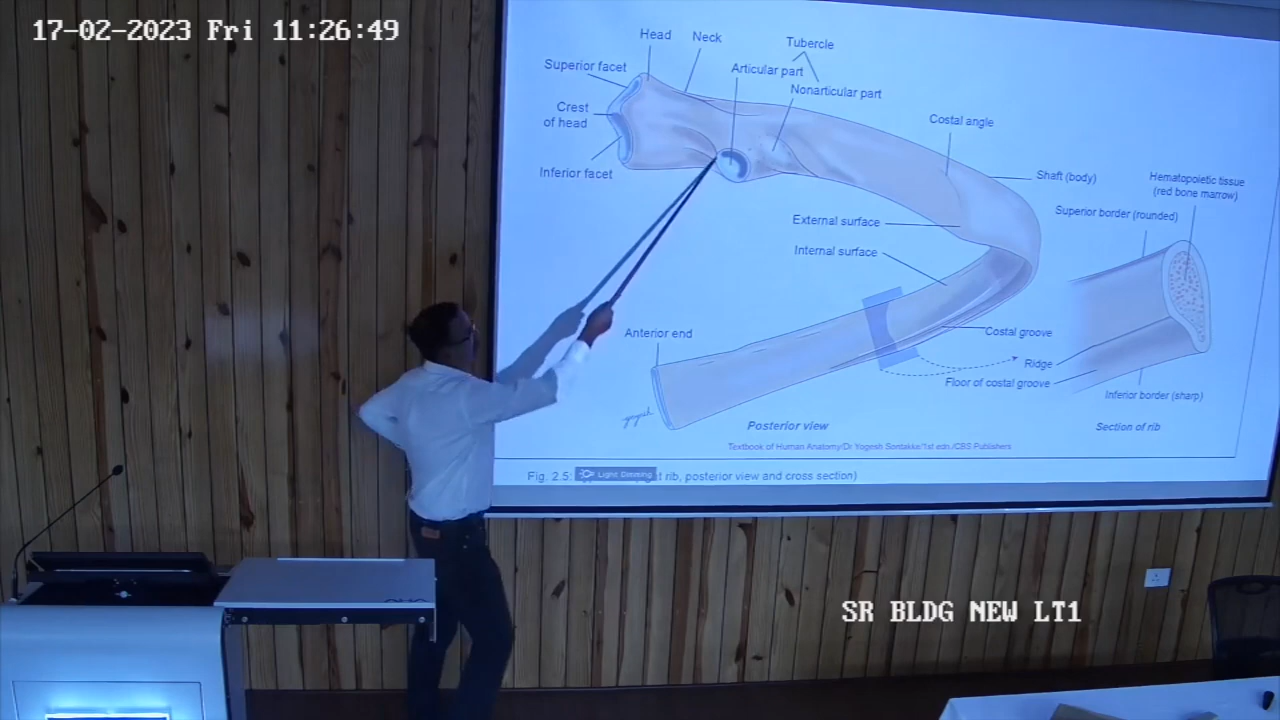 17-02-2023 Fri 11:26:49
Head
Neck
Tubercle
Superior facet
Articular part
Nonarticular part
Crest
of head
Costal angle
Inferior facet
Shaft (body)
Hematopoietic tissue
(red bone marrow)
Superior border (rounded)
External surface
Internal surface
Anterior end
Costal groove
Ridge
Floor of costal groove
Inferior border (sharp)
yogesh
Posterior view
Section of rib
Textbook of Human Anatomy/Dr Yogesh Sontakke/1st edn./CBS Publishers
Fig. 2.5:
Light Dimming
t rib, posterior view and cross section)
SR BLDG NEW LT1